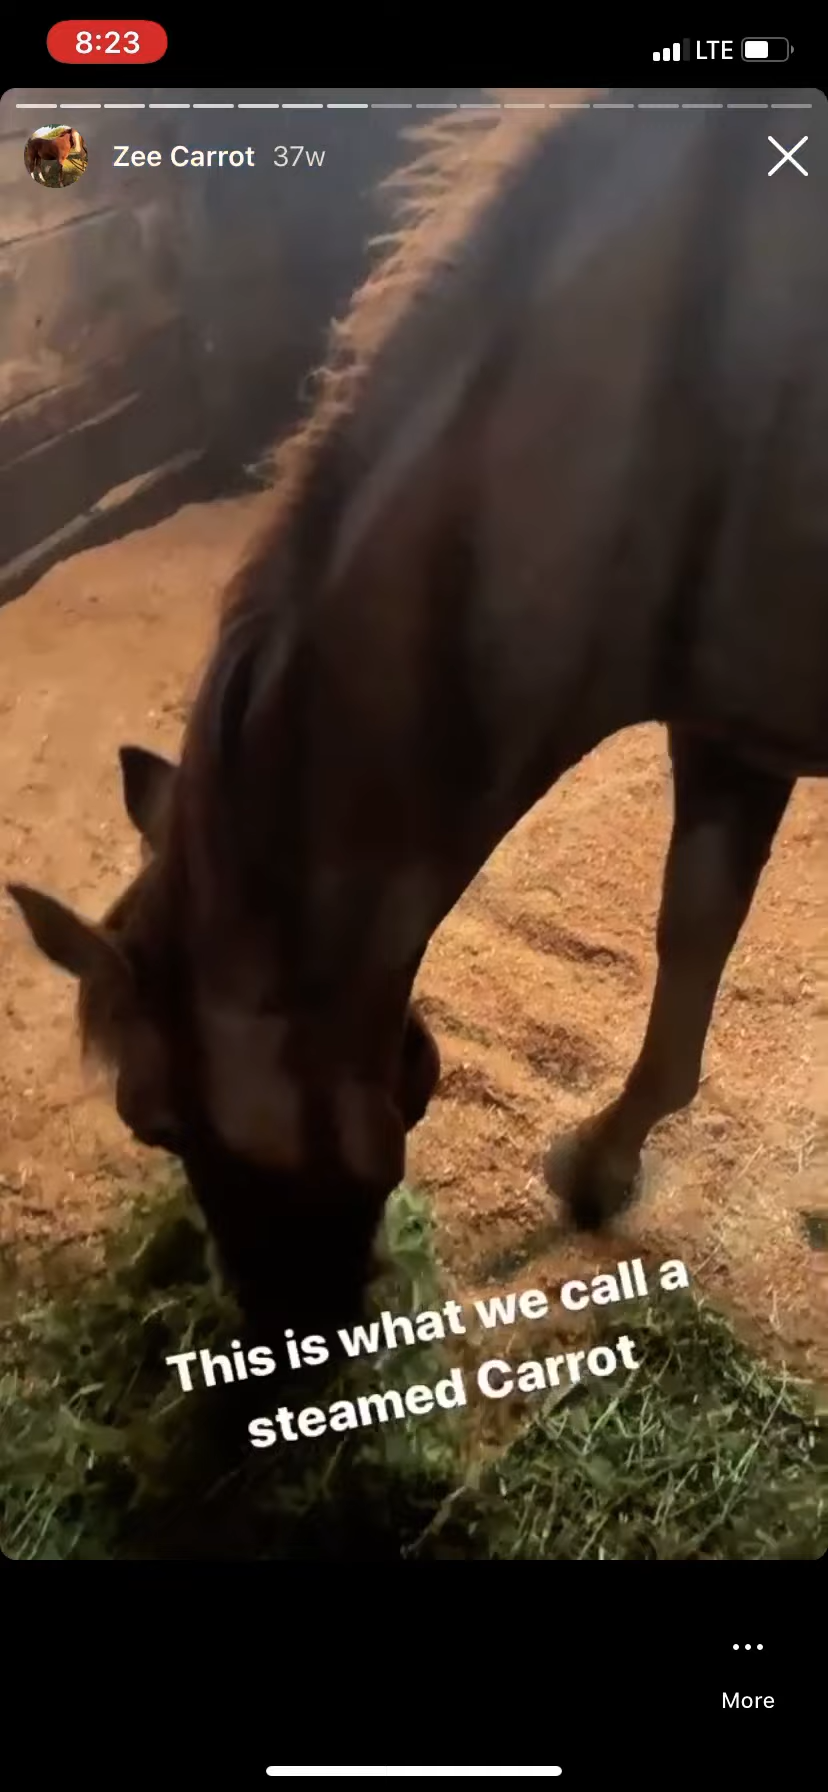 8:23
LTE
Zee Carrot 37w
This is what we call a
steamed Carrot
More